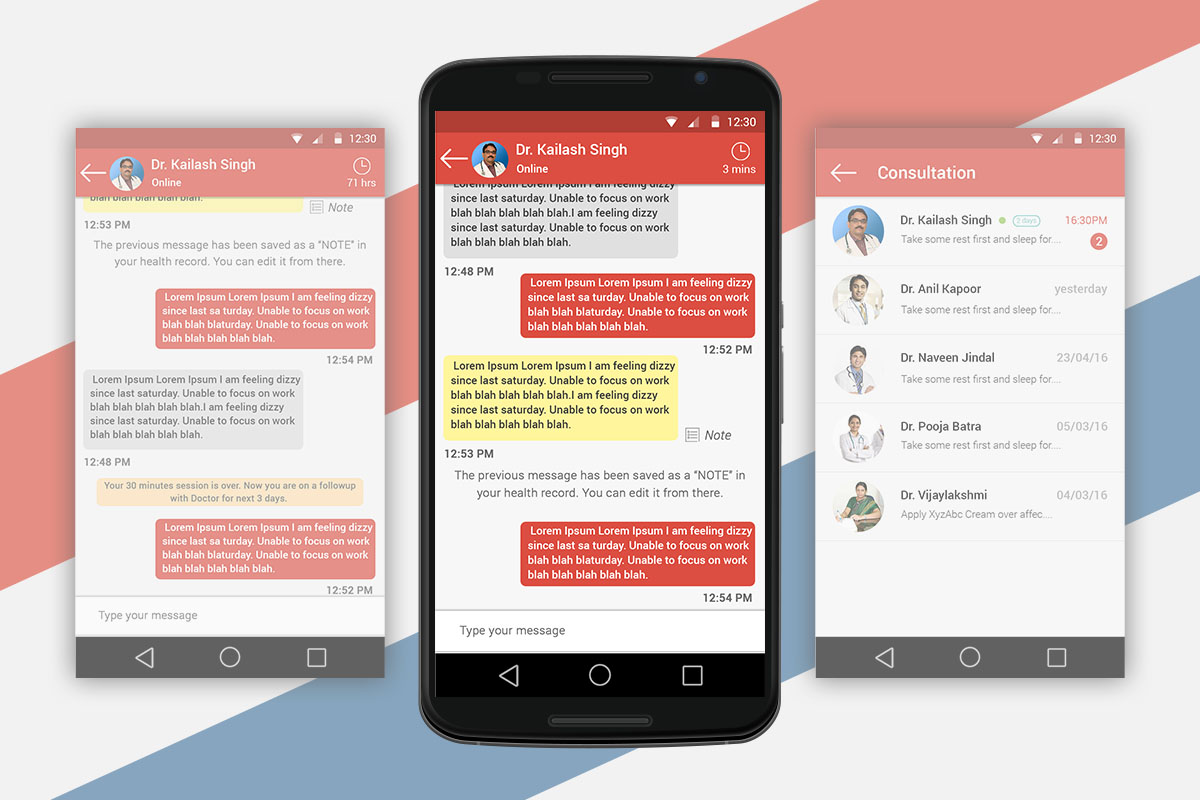 12:30
Dr. Kailash Singh
Online
71 hrs
blah blah blah blah blah.
Note
12:53 PM
The previous message has been saved as a “NOTE” in
your health record. You can edit it from there.
Lorem Ipsum Lorem Ipsum I am feeling dizzy
since last sa turday. Unable to focus on work
blah blah blaturday. Unable to focus on work
blah blah blah blah blah.
12:54 PM
Lorem Ipsum Lorem Ipsum I am feeling dizzy
since last saturday. Unable to focus on work
blah blah blah blah blah.I am feeling dizzy
since last saturday. Unable to focus on work
blah blah blah blah blah.
12:48 PM
Your 30 minutes session is over. Now you are on a followup
with Doctor for next 3 days.
Lorem Ipsum Lorem Ipsum I am feeling dizzy
since last sa turday. Unable to focus on work
blah blah blaturday. Unable to focus on work
blah blah blah blah blah.
12:52 PM
Type your message
12:30
Dr. Kailash Singh
Online
3 mins
Lorem Ipsum Lorem Ipsum I am feeling dizzy
since last saturday. Unable to focus on work
blah blah blah blah blah.I am feeling dizzy
since last saturday. Unable to focus on work
blah blah blah blah blah.
12:48 PM
Lorem Ipsum Lorem Ipsum I am feeling dizzy
since last sa turday. Unable to focus on work
blah blah blaturday. Unable to focus on work
blah blah blah blah blah.
12:52 PM
Lorem Ipsum Lorem Ipsum I am feeling dizzy
since last saturday. Unable to focus on work
blah blah blah blah blah.I am feeling dizzy
since last saturday. Unable to focus on work
blah blah blah blah blah.
Note
12:53 PM
The previous message has been saved as a “NOTE” in
your health record. You can edit it from there.
Lorem Ipsum Lorem Ipsum I am feeling dizzy
since last sa turday. Unable to focus on work
blah blah blaturday. Unable to focus on work
blah blah blah blah blah.
12:54 PM
Type your message
12:30
Consultation
Dr. Kailash Singh
2 days
16:30PM
Take some rest first and sleep for....
2
Dr. Anil Kapoor
yesterday
Take some rest first and sleep for....
Dr. Naveen Jindal
23/04/16
Take some rest first and sleep for....
Dr. Pooja Batra
05/03/16
Take some rest first and sleep for....
Dr. Vijaylakshmi
04/03/16
Apply XyzAbc Cream over affec....